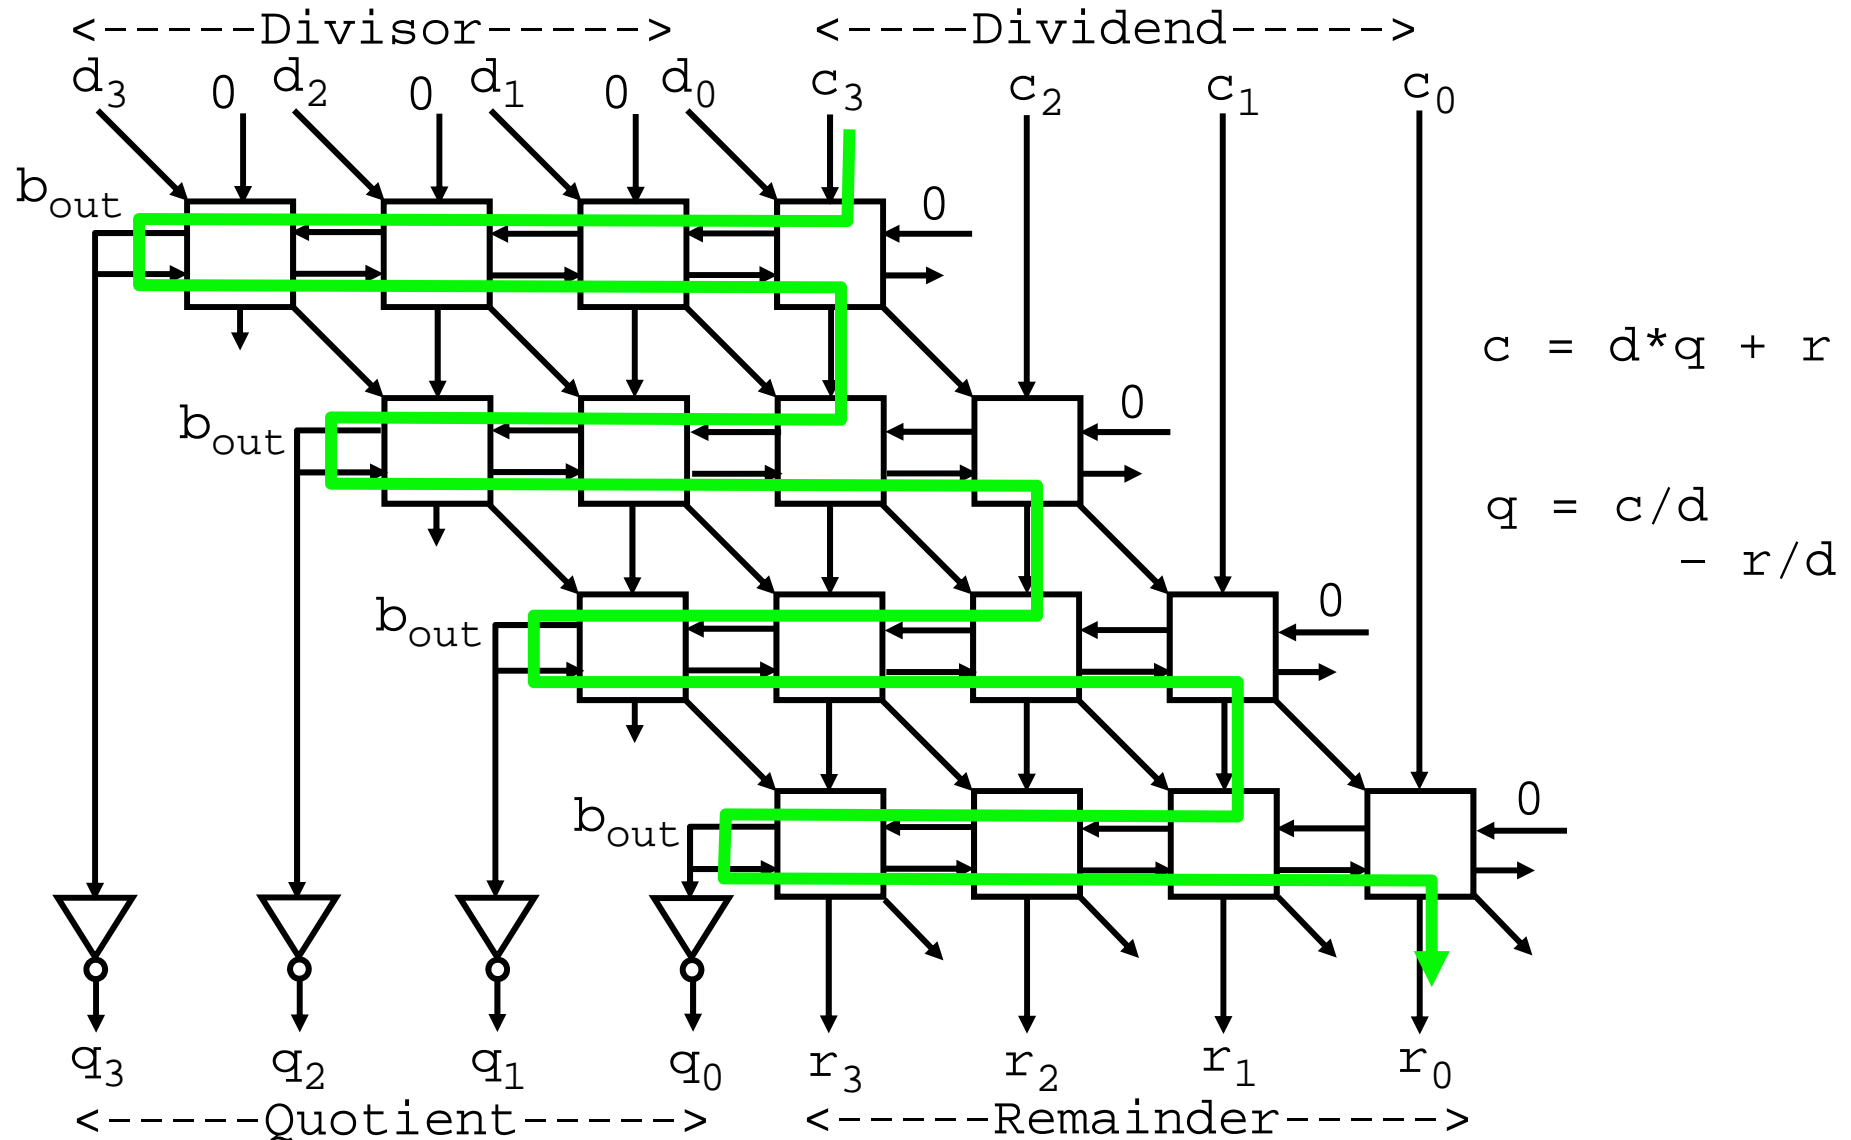 <-----Divisor-----> <----Dividend----->
d3 0 d2 0 d1 0 d0 c3 c2 c1 c0
bout 0
c = d*q + r
bout 0
q = c/d
- r/d
bout 0
bout 0
q3 q2 q1 q0 r3 r2 r1 r0
<-----Quotient-----> <-----Remainder----->